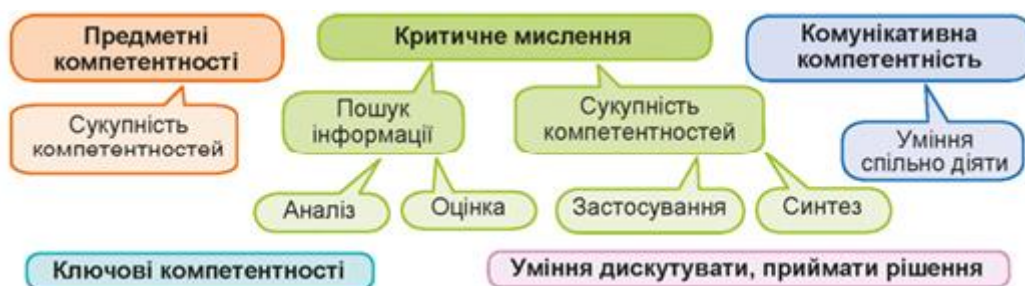 Предметні
компетентності
Критичне мислення
Комунікативна
компетентність
Сукупність
компетентностей
Пошук
інформації
Сукупність
компетентностей
Уміння
спільно діяти
Аналіз
Оцінка
Застосування
Синтез
Ключові компетентності
Уміння дискутувати, приймати рішення